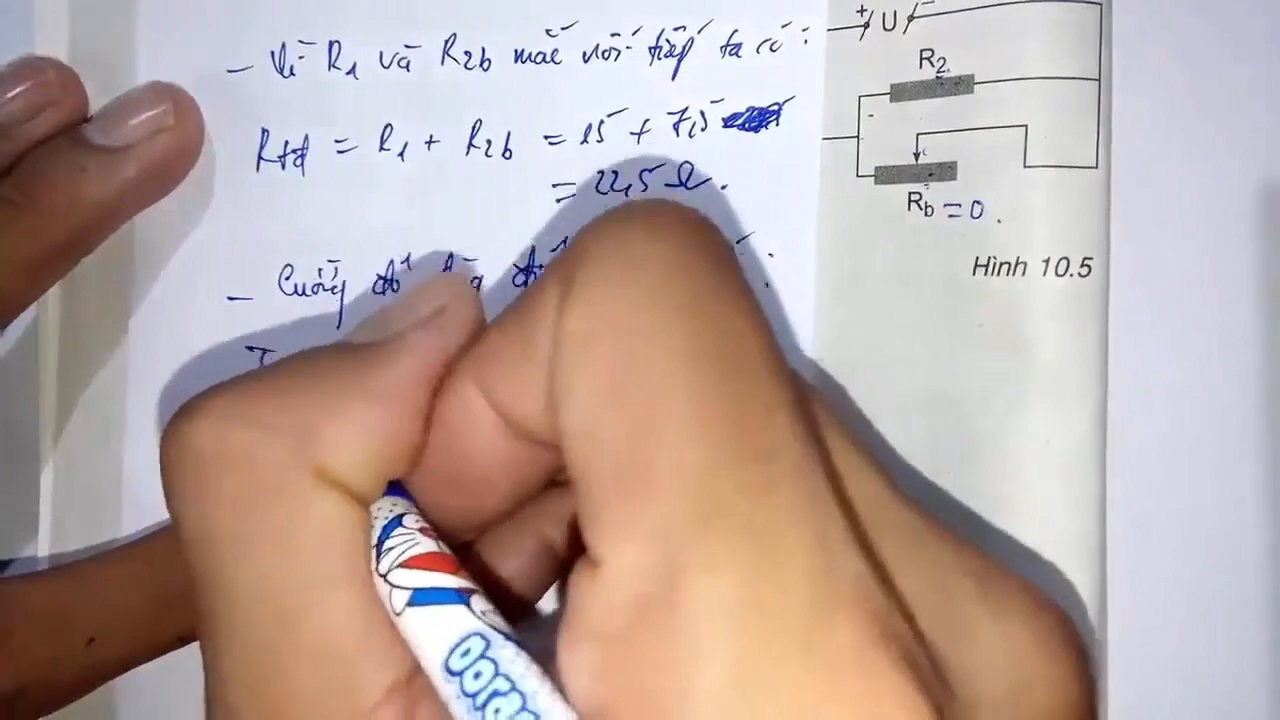 – Vì R1 và R2b mắc nối tiếp ta có:
Rtđ = R1 + R2b = 15 + 7,5
= 22,5 Ω.
– Cường độ
I
+ U –
R2
Rb = 0.
Hình 10.5